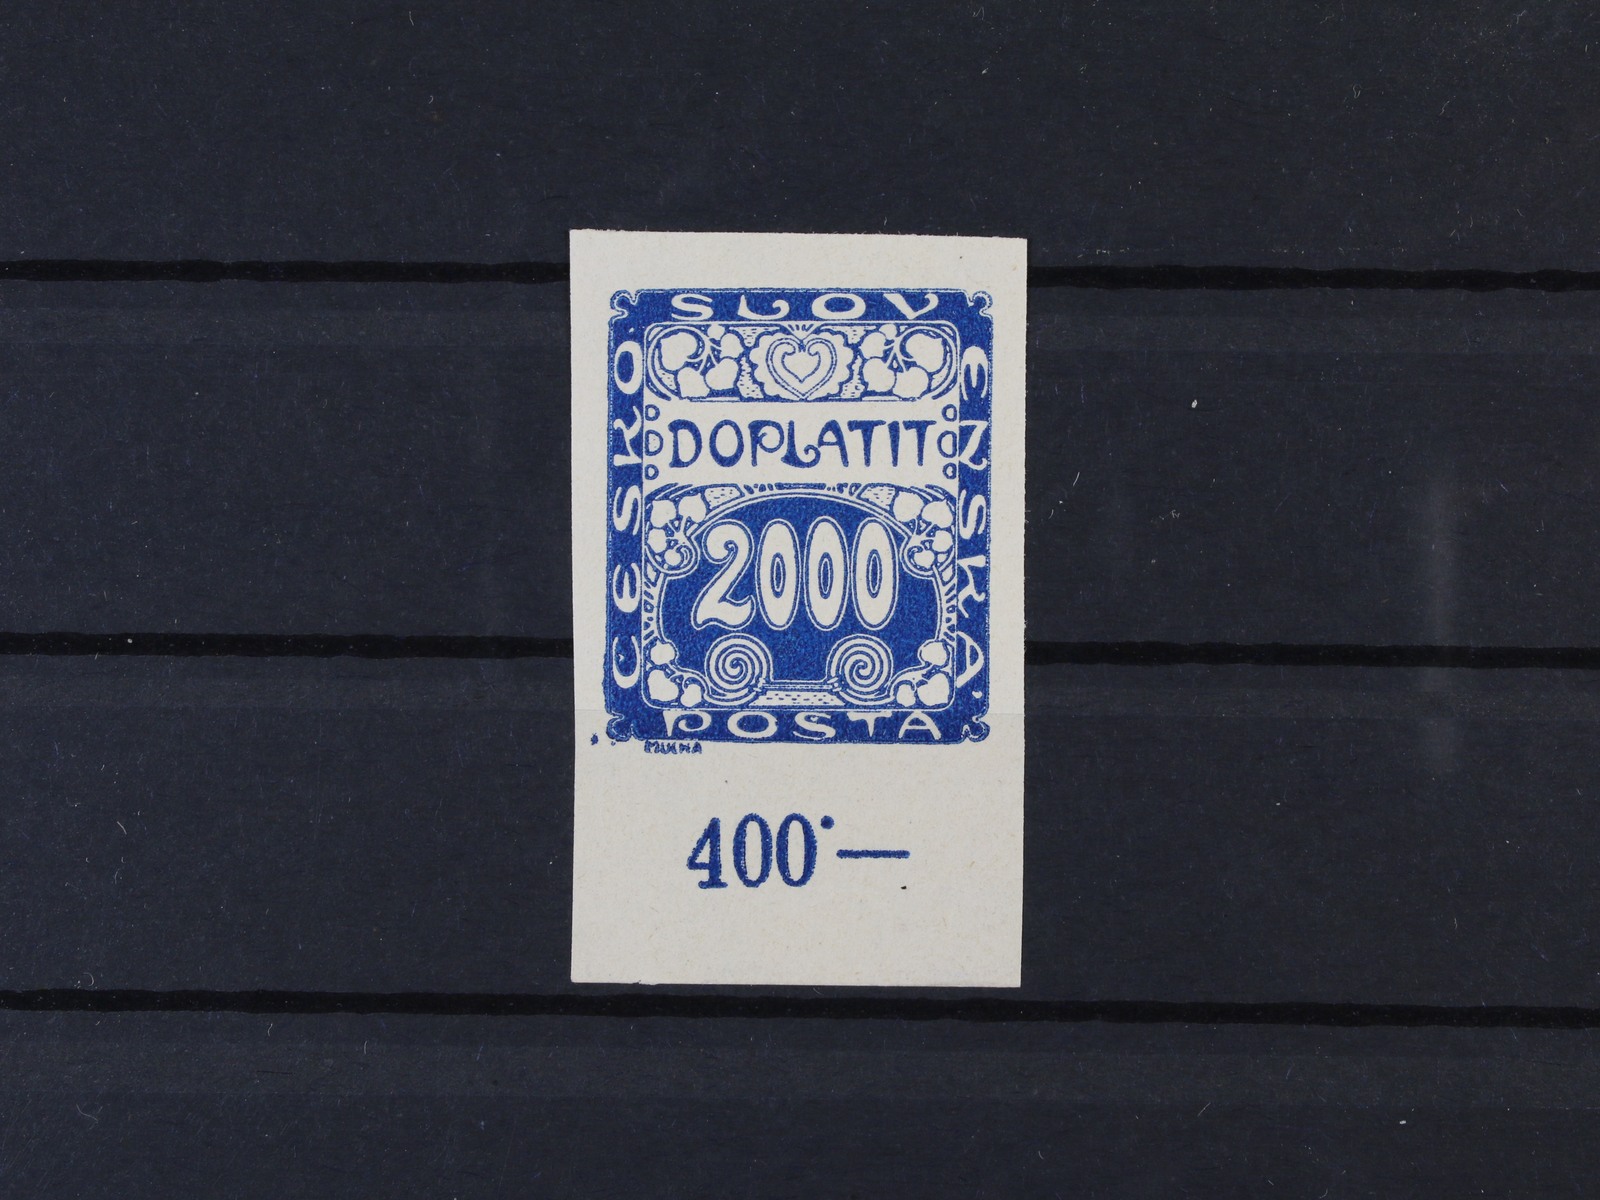 ČESKO·
SLOV
ENSKÁ·
DOPLATIT
2000
POŠTA
MUCHA
400·—